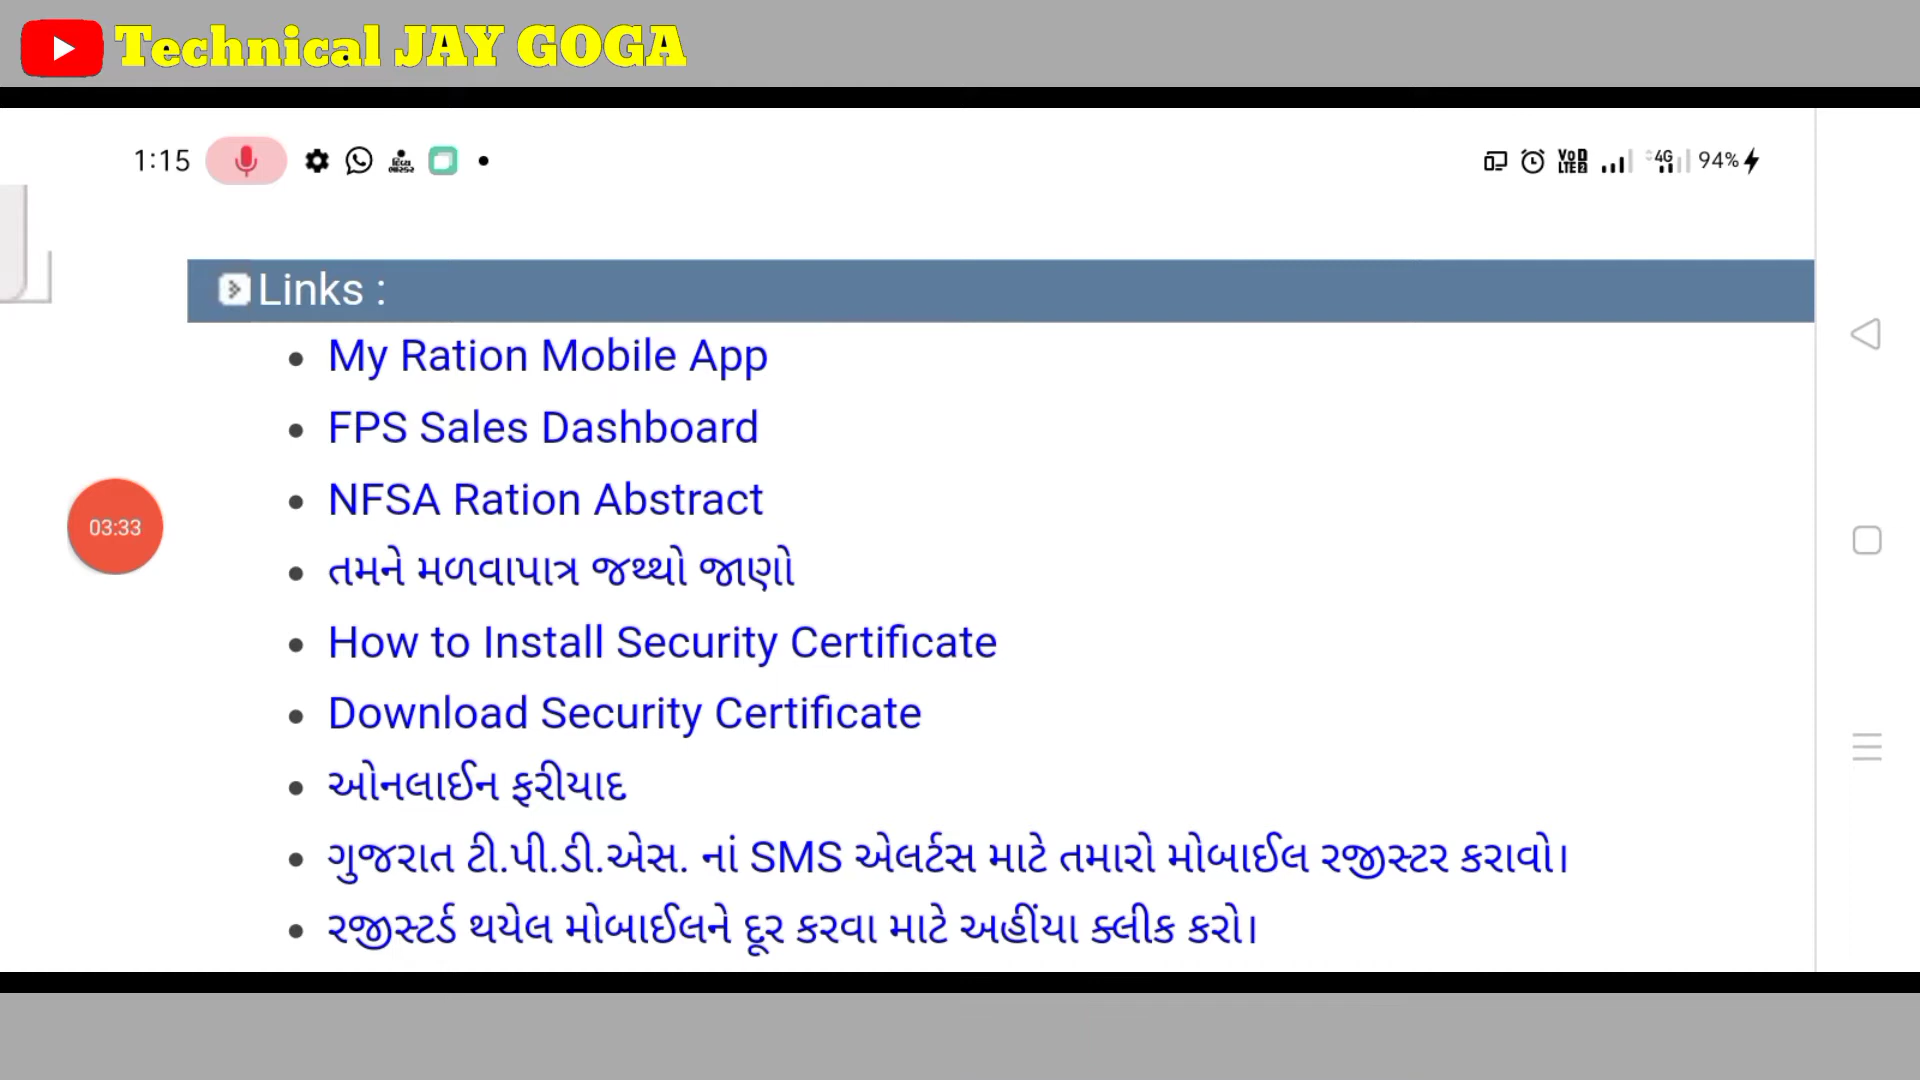 Technical JAY GOGA
1:15
4G 94%
Links :
My Ration Mobile App
FPS Sales Dashboard
NFSA Ration Abstract
03:33
તમને મળવાપાત્ર જથ્થો જાણો
How to Install Security Certificate
Download Security Certificate
ઓનલાઈન ફરીયાદ
ગુજરાત ટી.પી.ડી.એસ. નાં SMS એલર્ટસ માટે તમારો મોબાઈલ રજીસ્ટર કરાવો।
રજીસ્ટર્ડ થયેલ મોબાઈલને દૂર કરવા માટે અહીંયા ક્લીક કરો।